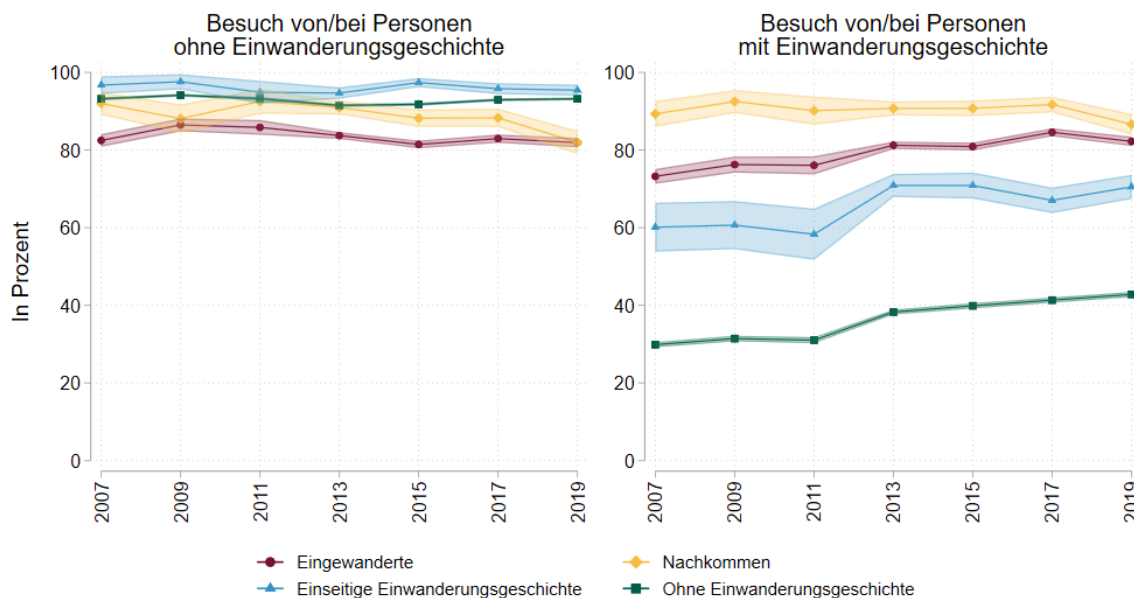 Besuch von/bei Personen
ohne Einwanderungsgeschichte
Besuch von/bei Personen
mit Einwanderungsgeschichte
In Prozent
100
80
60
40
20
0
2007
2009
2011
2013
2015
2017
2019
100
80
60
40
20
0
2007
2009
2011
2013
2015
2017
2019
Eingewanderte
Nachkommen
Einseitige Einwanderungsgeschichte
Ohne Einwanderungsgeschichte